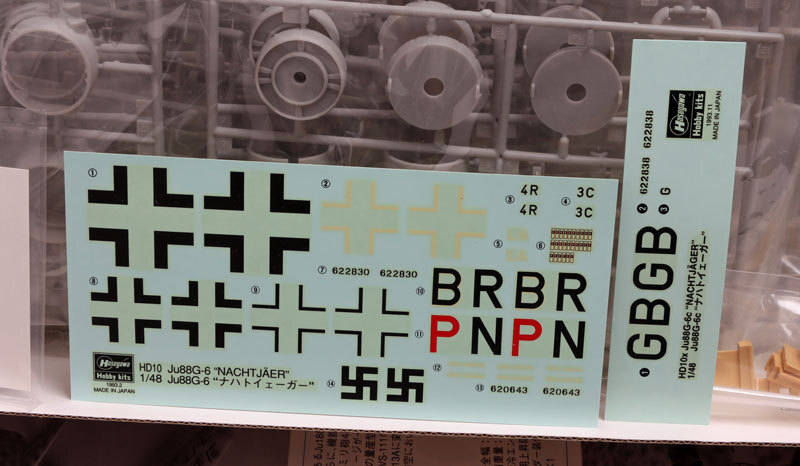 ①
②
③ 4R
4R
④ 3C
3C
⑤
⑥
⑦ 622830 622830
⑧
⑨
⑩ BRBR
⑪ PNPN
⑫
⑬ 620643 620643
⑭
Hasegawa
Hobby kits
1993.2
MADE IN JAPAN
HD10 Ju88G-6 "NACHTJÄER"
1/48 Ju88G-6 "ナハトイェーガー"
① GBGB
② 622838 622838
③ G
Hasegawa
Hobby kits
1993.11
MADE IN JAPAN
HD10x Ju88G-6c "NACHTJÄGER"
1/48 Ju88G-6c "ナハトイェーガー"